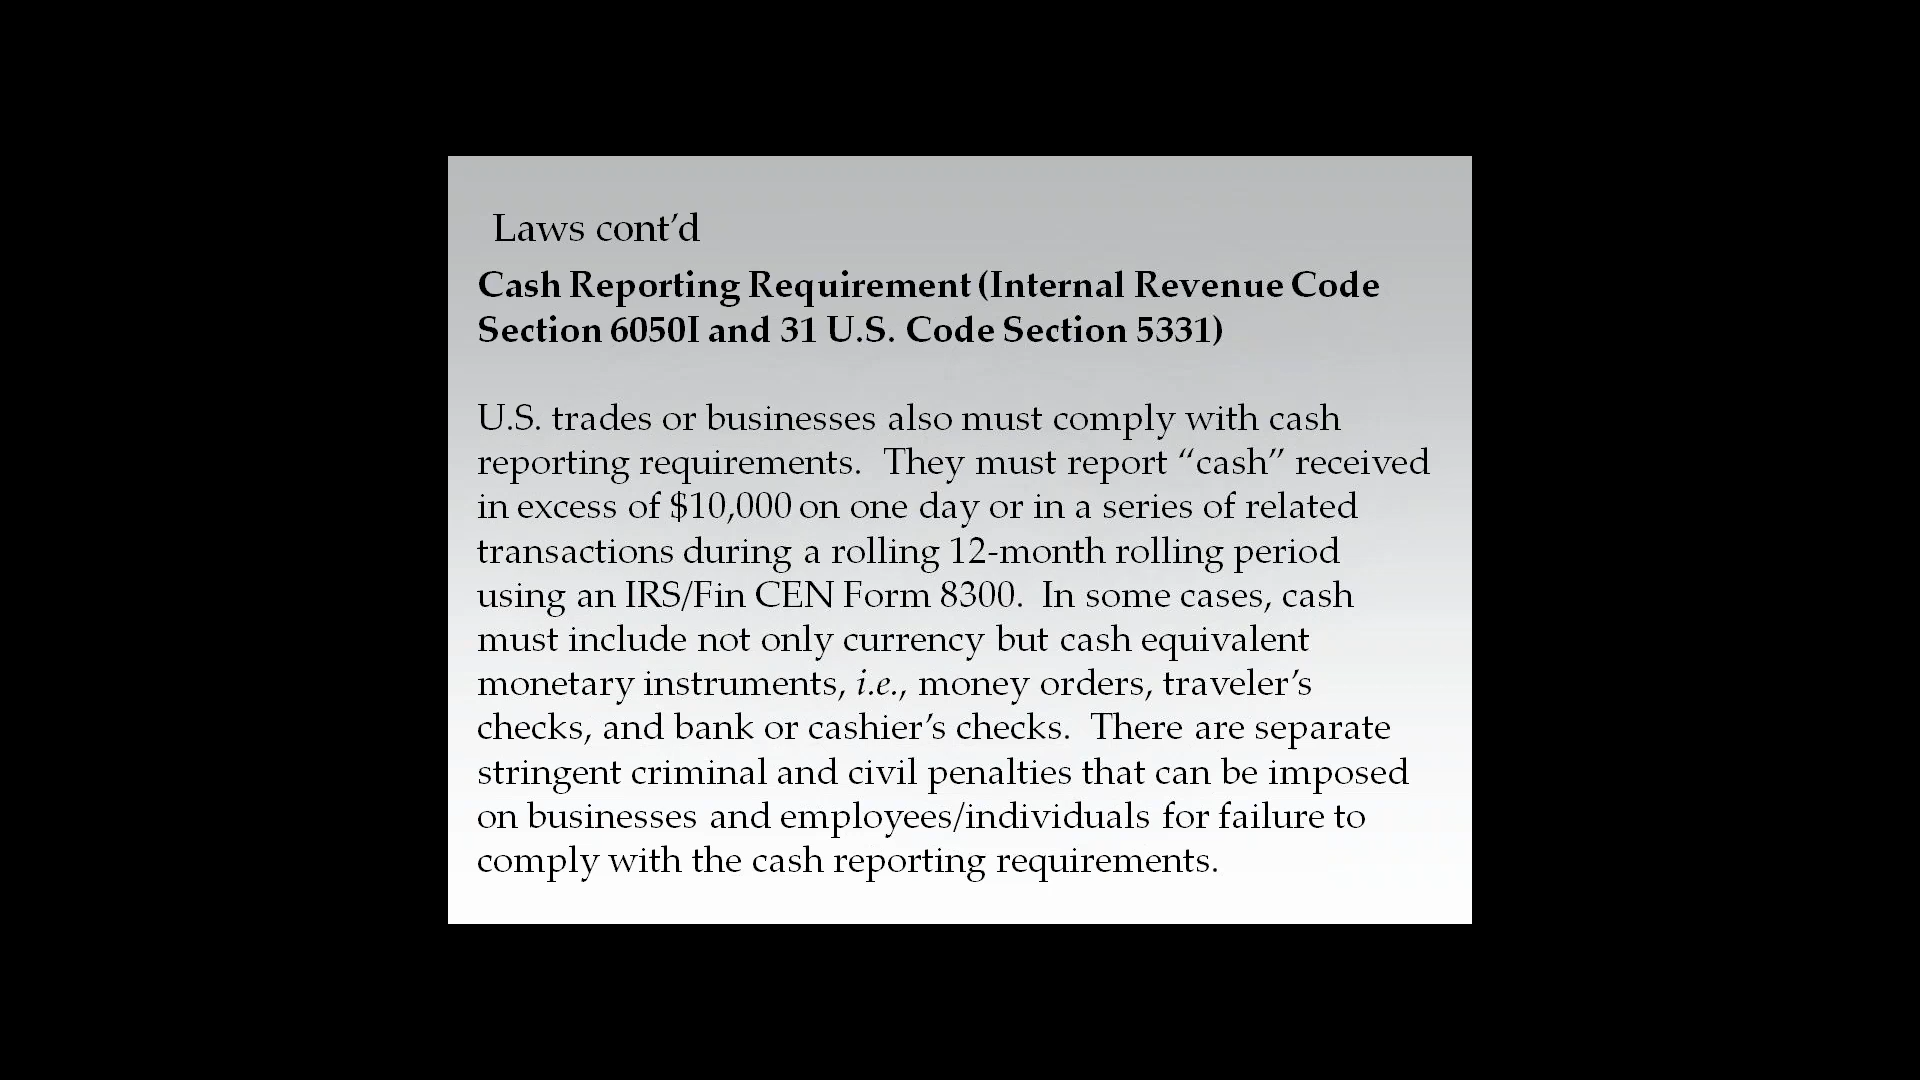 Laws cont’d
Cash Reporting Requirement (Internal Revenue Code
Section 6050I and 31 U.S. Code Section 5331)
U.S. trades or businesses also must comply with cash
reporting requirements.  They must report “cash” received
in excess of $10,000 on one day or in a series of related
transactions during a rolling 12-month rolling period
using an IRS/Fin CEN Form 8300.  In some cases, cash
must include not only currency but cash equivalent
monetary instruments, i.e., money orders, traveler’s
checks, and bank or cashier’s checks.  There are separate
stringent criminal and civil penalties that can be imposed
on businesses and employees/individuals for failure to
comply with the cash reporting requirements.